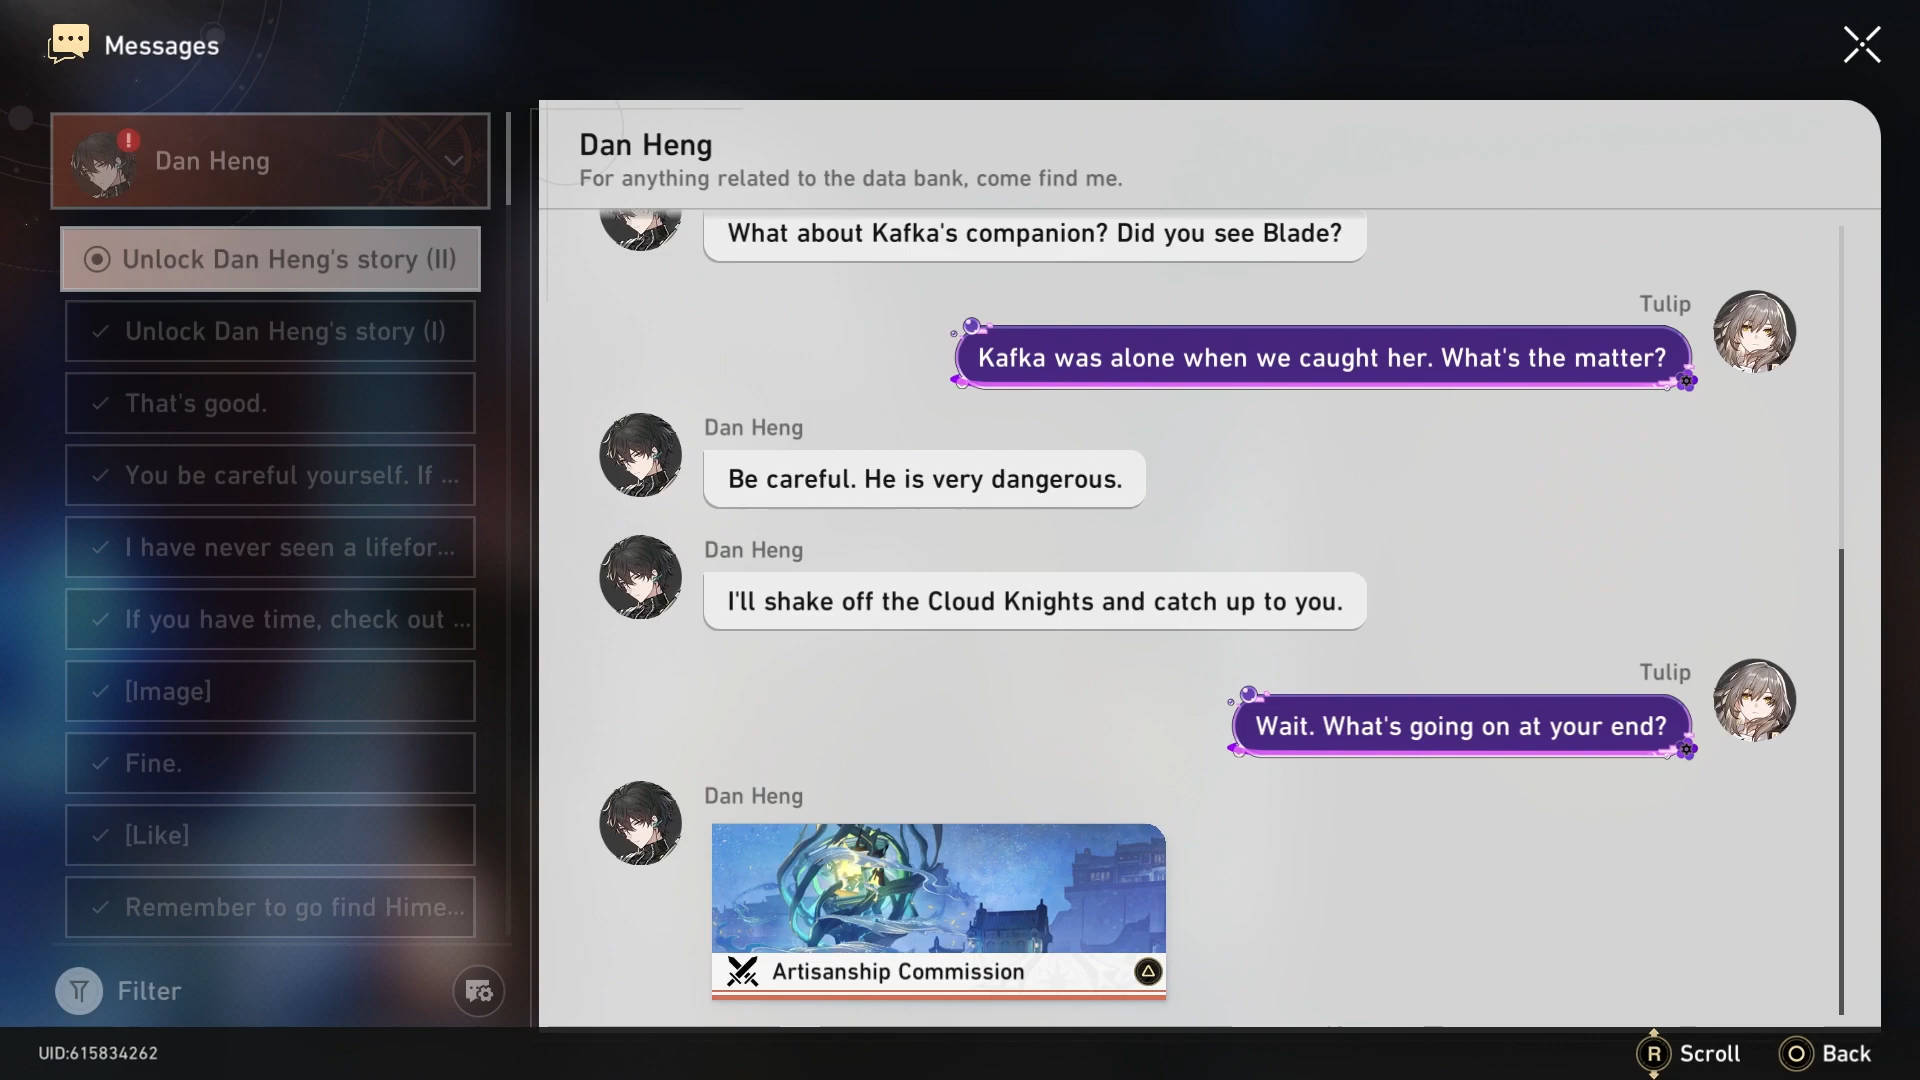 Messages
Dan Heng
Unlock Dan Heng's story (II)
Unlock Dan Heng's story (I)
That's good.
You be careful yourself. If ...
I have never seen a lifefor...
If you have time, check out ...
[Image]
Fine.
[Like]
Remember to go find Hime...
Filter
Dan Heng
For anything related to the data bank, come find me.
What about Kafka's companion? Did you see Blade?
Tulip
Kafka was alone when we caught her. What's the matter?
Dan Heng
Be careful. He is very dangerous.
Dan Heng
I'll shake off the Cloud Knights and catch up to you.
Tulip
Wait. What's going on at your end?
Dan Heng
Artisanship Commission
UID:615834262
R Scroll
Back